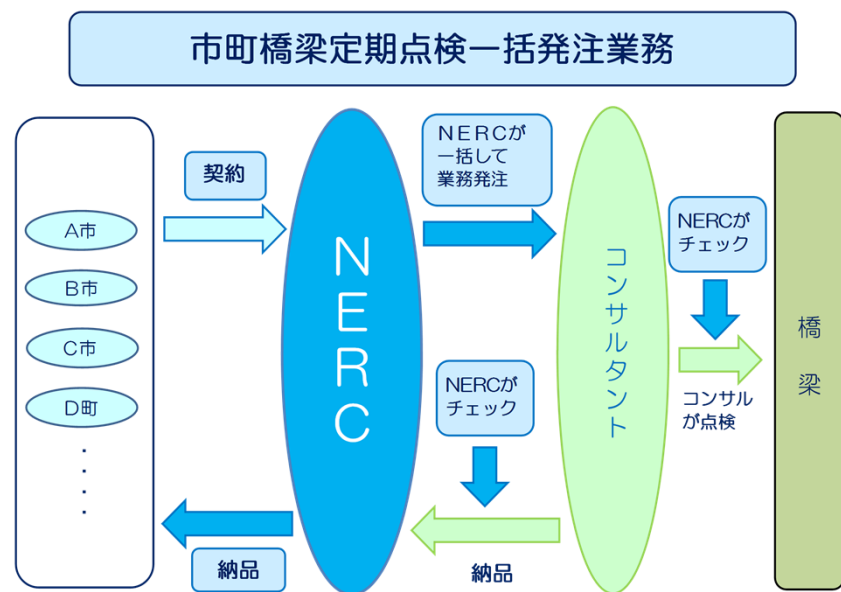 市町橋梁定期点検一括発注業務
A市
B市
C市
D町
・
・
・
・
契約
NERC
NERCが
一括して
業務発注
コンサルタント
NERCが
チェック
コンサル
が点検
橋梁
NERCが
チェック
納品
納品